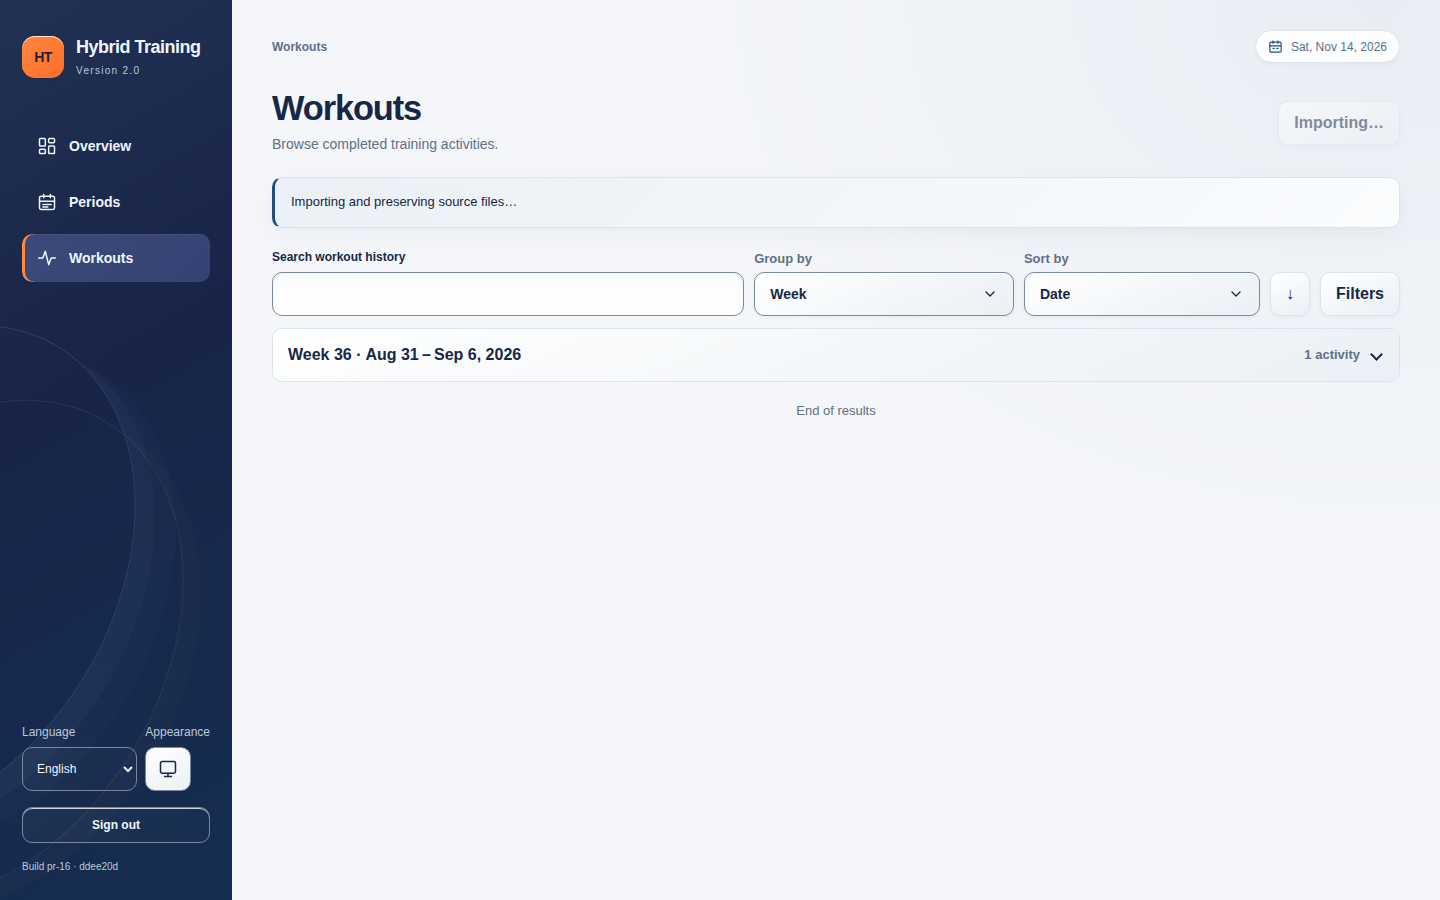 HT
Hybrid Training
Version 2.0
Overview
Periods
Workouts
Language
Appearance
English
Sign out
Build pr-16 · ddee20d
Workouts
Sat, Nov 14, 2026
Workouts
Browse completed training activities.
Importing…
Importing and preserving source files…
Search workout history
Group by
Sort by
Week
Date
↓
Filters
Week 36 · Aug 31 – Sep 6, 2026
1 activity
End of results